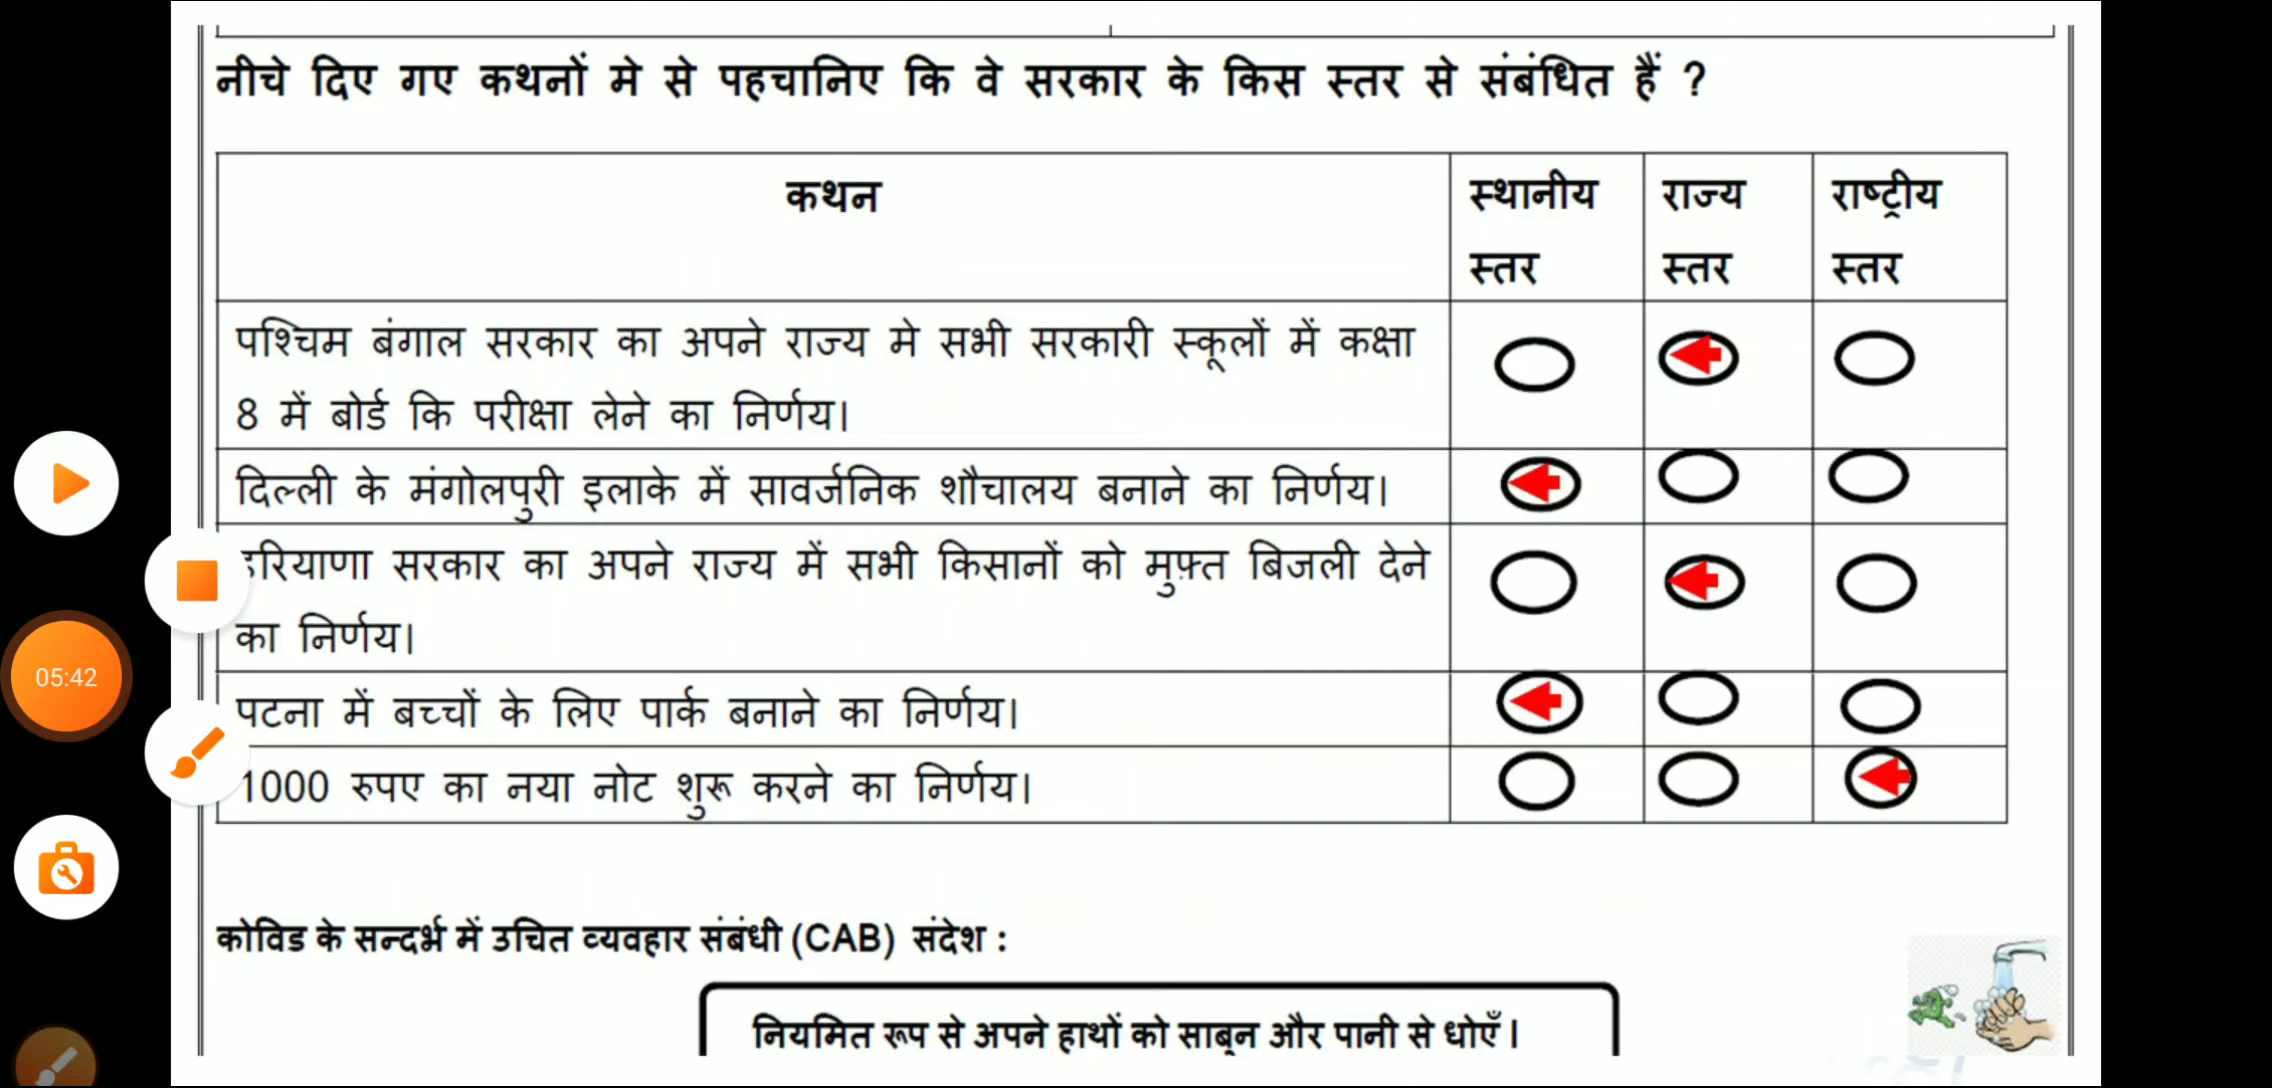 नीचे दिए गए कथनों मे से पहचानिए कि वे सरकार के किस स्तर से संबंधित हैं ?
कथन
स्थानीय
स्तर
राज्य
स्तर
राष्ट्रीय
स्तर
पश्चिम बंगाल सरकार का अपने राज्य मे सभी सरकारी स्कूलों में कक्षा
8 में बोर्ड कि परीक्षा लेने का निर्णय।
दिल्ली के मंगोलपुरी इलाके में सावर्जनिक शौचालय बनाने का निर्णय।
हरियाणा सरकार का अपने राज्य में सभी किसानों को मुफ़्त बिजली देने
का निर्णय।
पटना में बच्चों के लिए पार्क बनाने का निर्णय।
1000 रुपए का नया नोट शुरू करने का निर्णय।
05:42
कोविड के सन्दर्भ में उचित व्यवहार संबंधी (CAB) संदेश :
नियमित रूप से अपने हाथों को साबुन और पानी से धोएँ।